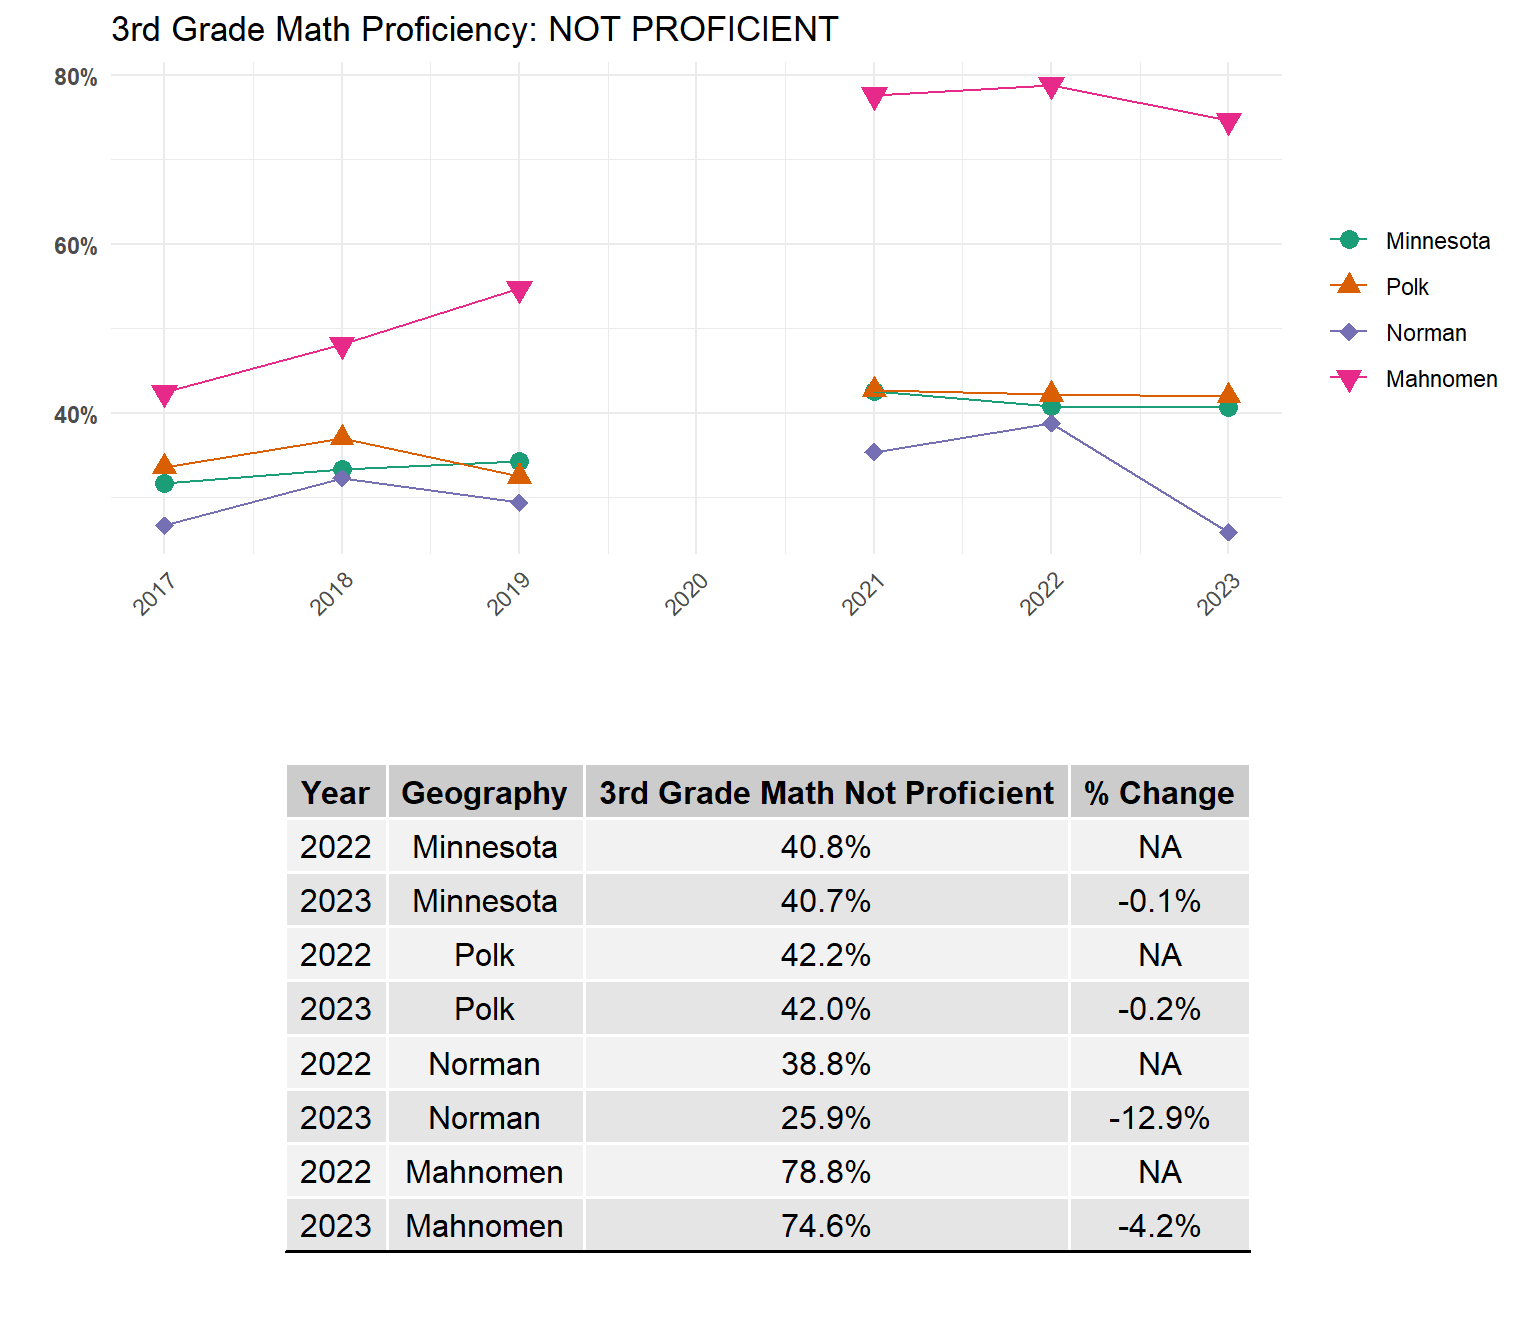 3rd Grade Math Proficiency: NOT PROFICIENT
80%
60%
40%
2017 2018 2019 2020 2021 2022 2023
Minnesota
Polk
Norman
Mahnomen
Year Geography 3rd Grade Math Not Proficient % Change
2022 Minnesota 40.8% NA
2023 Minnesota 40.7% -0.1%
2022 Polk 42.2% NA
2023 Polk 42.0% -0.2%
2022 Norman 38.8% NA
2023 Norman 25.9% -12.9%
2022 Mahnomen 78.8% NA
2023 Mahnomen 74.6% -4.2%